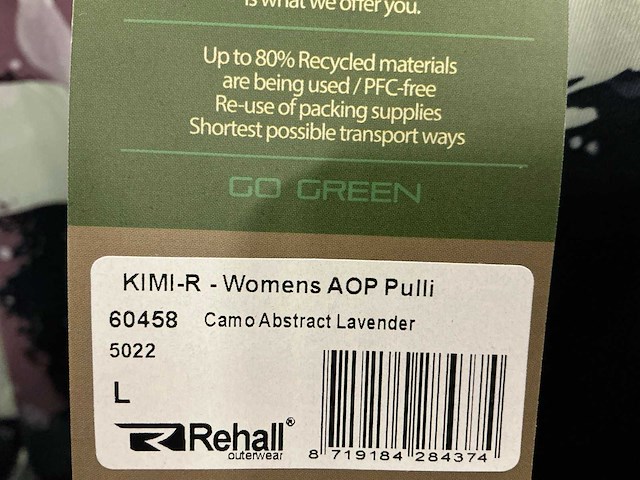 is what we offer you.
Up to 80% Recycled materials
are being used / PFC-free
Re-use of packing supplies
Shortest possible transport ways
GO GREEN
KIMI-R - Womens AOP Pulli
60458 Camo Abstract Lavender
5022
L
Rehall®
outerwear
8 719184 284374